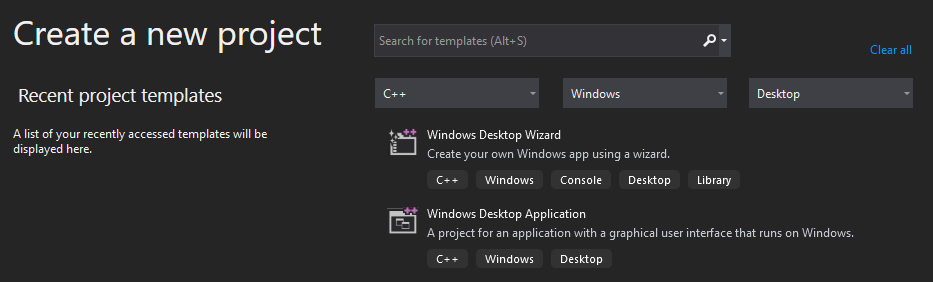 Create a new project
Search for templates (Alt+S)
Clear all
Recent project templates
A list of your recently accessed templates will be
displayed here.
C++
Windows
Desktop
Windows Desktop Wizard
Create your own Windows app using a wizard.
C++ Windows Console Desktop Library
Windows Desktop Application
A project for an application with a graphical user interface that runs on Windows.
C++ Windows Desktop